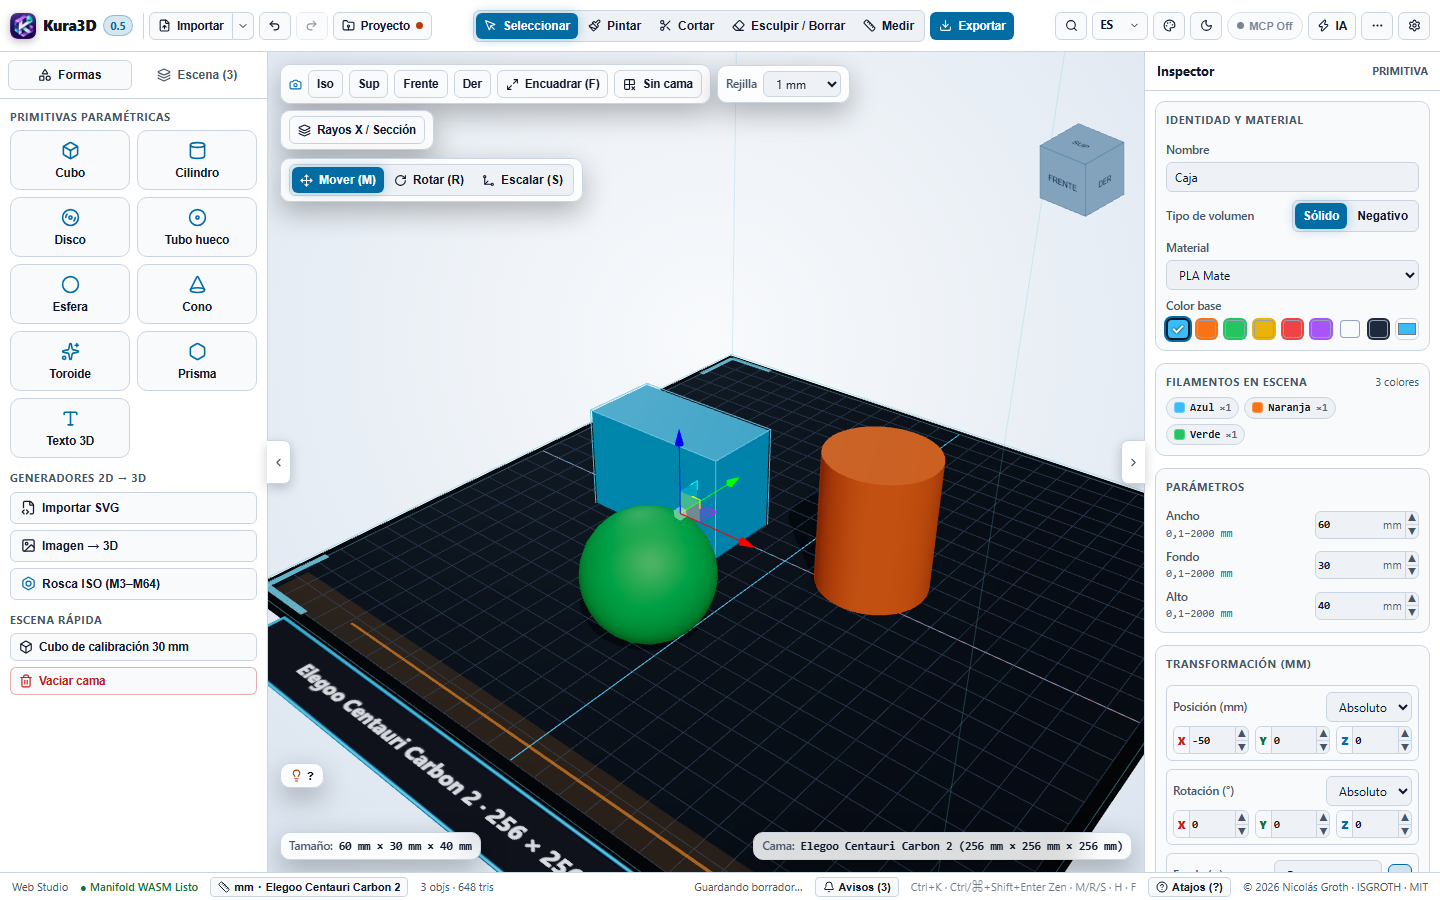 Kura3D 0.5 Importar Proyecto Seleccionar Pintar Cortar Esculpir / Borrar Medir Exportar ES MCP Off IA
Formas Escena (3)
PRIMITIVAS PARAMÉTRICAS
Cubo Cilindro
Disco Tubo hueco
Esfera Cono
Toroide Prisma
Texto 3D
GENERADORES 2D → 3D
Importar SVG
Imagen → 3D
Rosca ISO (M3–M64)
ESCENA RÁPIDA
Cubo de calibración 30 mm
Vaciar cama
Iso Sup Frente Der Encuadrar (F) Sin cama Rejilla 1 mm
Rayos X / Sección
Mover (M) Rotar (R) Escalar (S)
SUP
FRENTE DER
Elegoo Centauri Carbon 2 · 256 ×
?
Tamaño: 60 mm × 30 mm × 40 mm
Cama: Elegoo Centauri Carbon 2 (256 mm × 256 mm × 256 mm)
Inspector PRIMITIVA
IDENTIDAD Y MATERIAL
Nombre
Caja
Tipo de volumen Sólido Negativo
Material
PLA Mate
Color base
FILAMENTOS EN ESCENA 3 colores
Azul ×1 Naranja ×1
Verde ×1
PARÁMETROS
Ancho
0,1–2000 mm 60 mm
Fondo
0,1–2000 mm 30 mm
Alto
0,1–2000 mm 40 mm
TRANSFORMACIÓN (MM)
Posición (mm) Absoluto
X -50 Y 0 Z 0
Rotación (°) Absoluto
X 0 Y 0 Z 0
Web Studio Manifold WASM Listo mm · Elegoo Centauri Carbon 2 3 objs · 648 tris Guardando borrador... Avisos (3) Ctrl+K · Ctrl/⌘+Shift+Enter Zen · M/R/S · H · F Atajos (?) © 2026 Nicolás Groth · ISGROTH · MIT